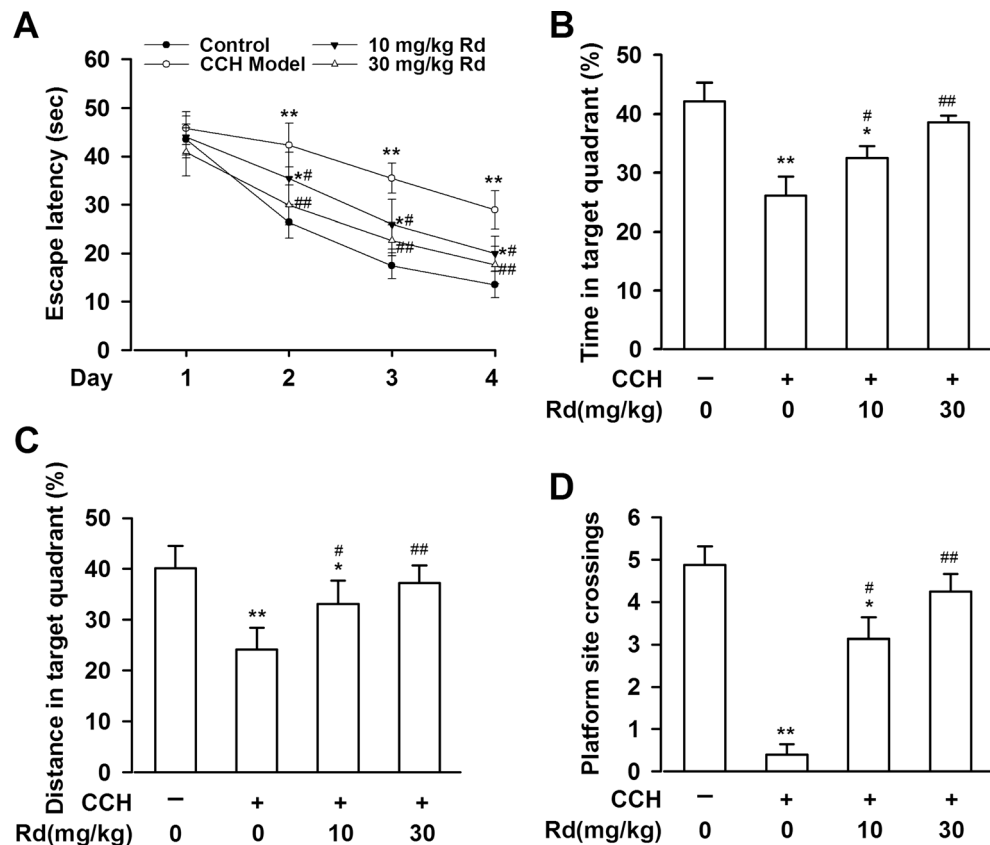 A
Control
10 mg/kg Rd
CCH Model
30 mg/kg Rd
Escape latency (sec)
60
50
40
30
20
10
0
**
**
**
*#
##
*#
##
*#
##
Day 1 2 3 4
B
Time in target quadrant (%)
50
40
30
20
10
0
**
#
*
##
CCH – + + +
Rd(mg/kg) 0 0 10 30
C
Distance in target quadrant (%)
50
40
30
20
10
0
**
#
*
##
CCH – + + +
Rd(mg/kg) 0 0 10 30
D
Platform site crossings
6
5
4
3
2
1
0
**
#
*
##
CCH – + + +
Rd(mg/kg) 0 0 10 30